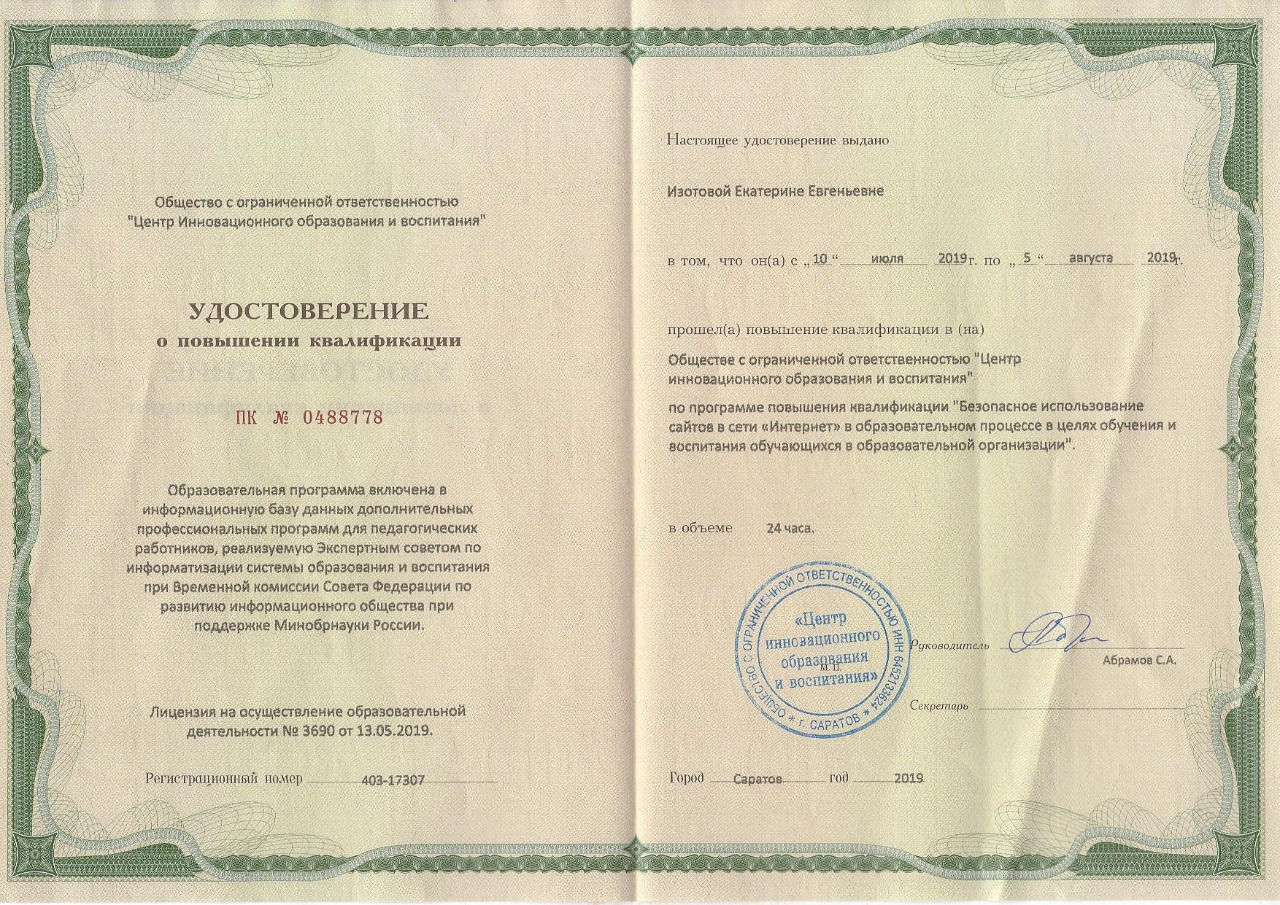 Общество с ограниченной ответственностью
"Центр Инновационного образования и воспитания"
УДОСТОВЕРЕНИЕ
о повышении квалификации
ПК № 0488778
Образовательная программа включена в
информационную базу данных дополнительных
профессиональных программ для педагогических
работников, реализуемую Экспертным советом по
информатизации системы образования и воспитания
при Временной комиссии Совета Федерации по
развитию информационного общества при
поддержке Минобрнауки России.
Лицензия на осуществление образовательной
деятельности № 3690 от 13.05.2019.
Регистрационный номер 403-17307
Настоящее удостоверение выдано
Изотовой Екатерине Евгеньевне
в том, что он(а) с „10“ июля 2019г. по „5“ августа 2019г.
прошел(а) повышение квалификации в (на)
Обществе с ограниченной ответственностью "Центр
инновационного образования и воспитания"
по программе повышения квалификации "Безопасное использование
сайтов в сети «Интернет» в образовательном процессе в целях обучения и
воспитания обучающихся в образовательной организации".
в объеме 24 часа.
ОБЩЕСТВО С ОГРАНИЧЕННОЙ ОТВЕТСТВЕННОСТЬЮ ИНН 6452133624 * г. САРАТОВ *
«Центр
инновационного
образования
и воспитания»
М.П.
Руководитель
Абрамов С.А.
Секретарь
Город Саратов год 2019